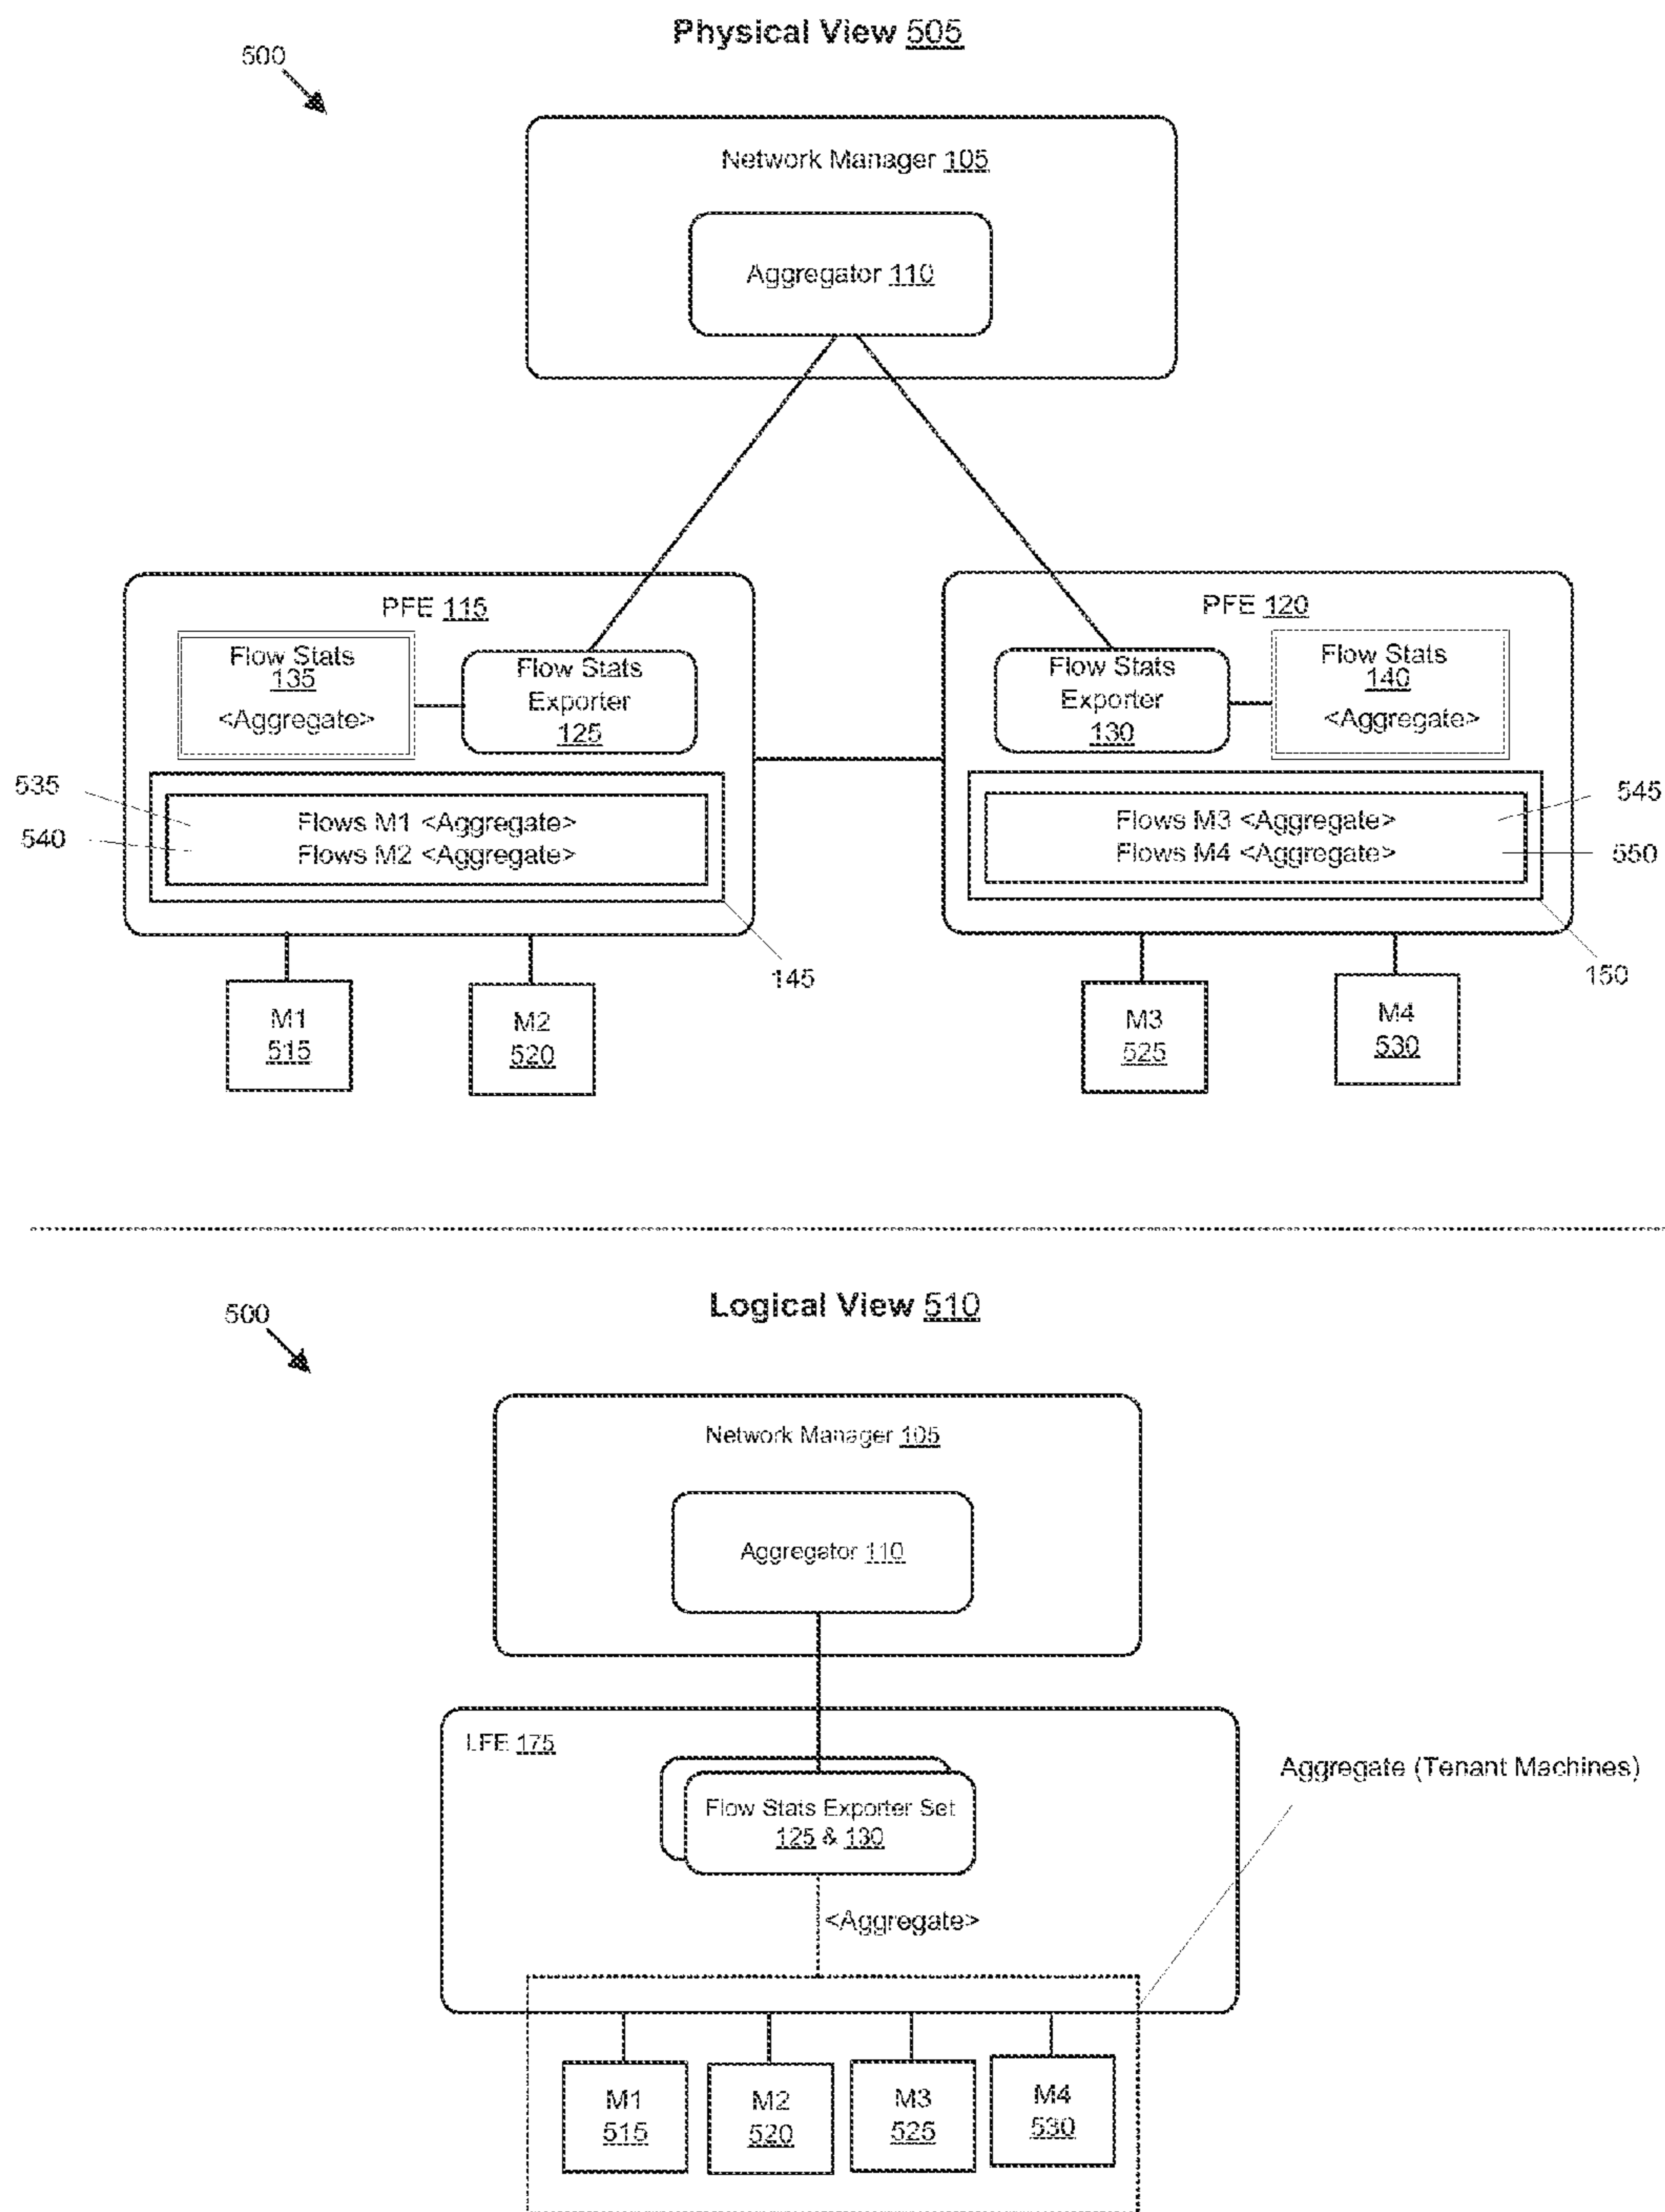 Physical View 505
500
Network Manager 105
Aggregator 110
PFE 115
Flow Stats
135
<Aggregate>
Flow Stats
Exporter
125
535
540
Flows M1 <Aggregate>
Flows M2 <Aggregate>
145
M1
515
M2
520
PFE 120
Flow Stats
Exporter
130
Flow Stats
140
<Aggregate>
Flows M3 <Aggregate>
Flows M4 <Aggregate>
545
550
150
M3
525
M4
530
Logical View 510
500
Network Manager 105
Aggregator 110
LFE 175
Flow Stats Exporter Set
125 & 130
<Aggregate>
Aggregate (Tenant Machines)
M1
515
M2
520
M3
525
M4
530